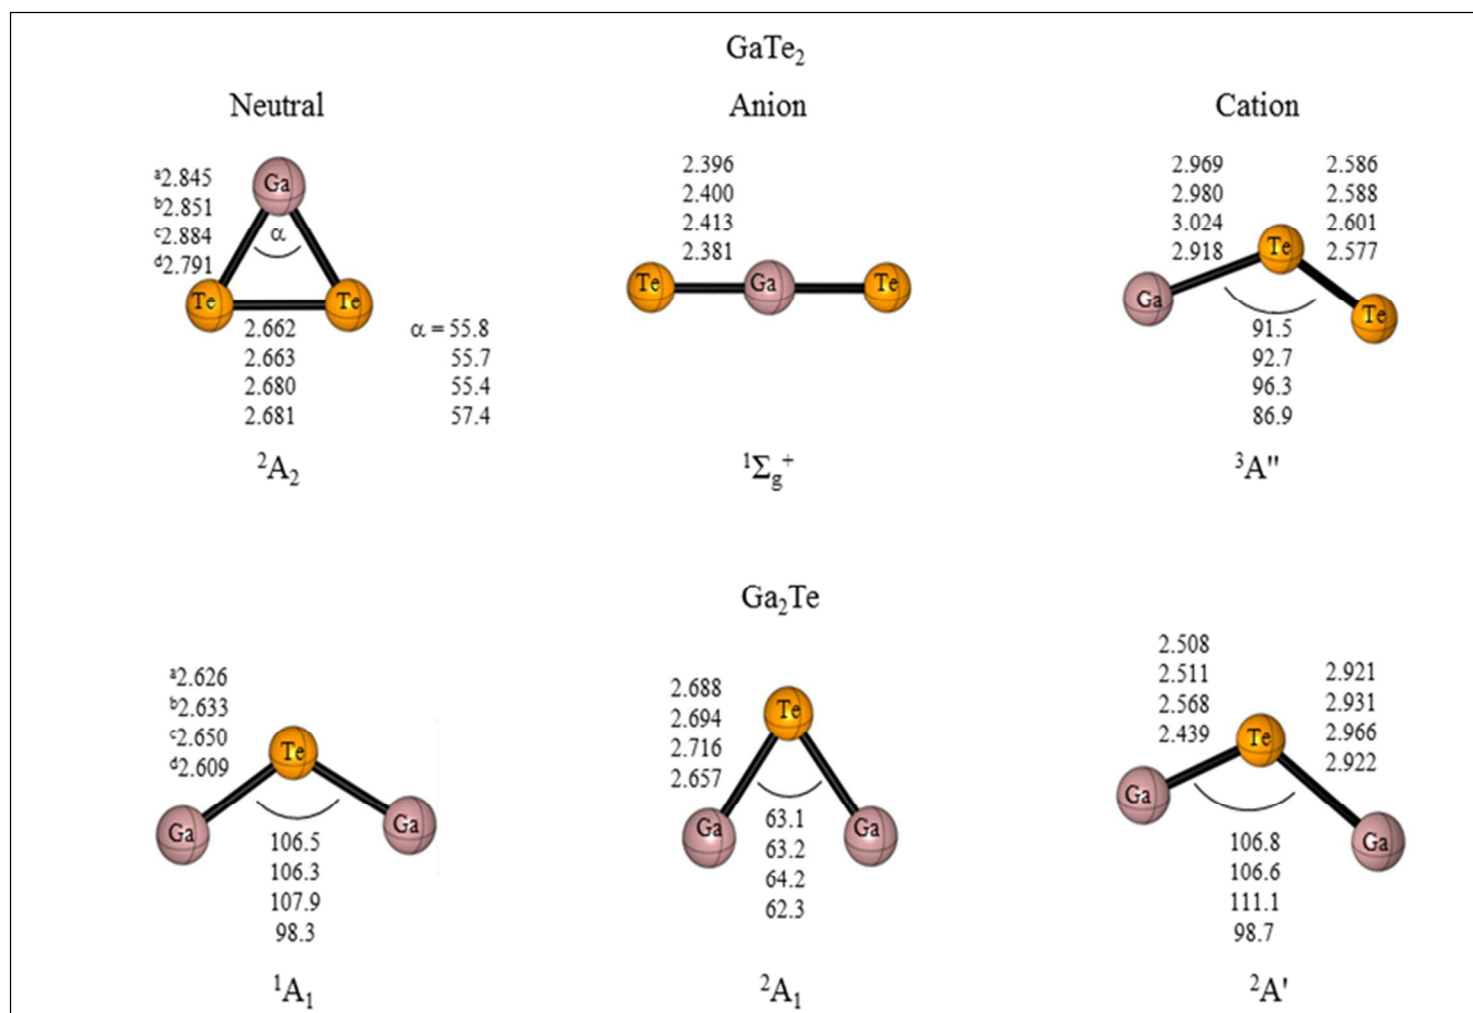 GaTe₂
Neutral Anion Cation
ᵃ2.845
ᵇ2.851
ᶜ2.884
ᵈ2.791
Ga
α
Te Te
2.662
2.663
2.680
2.681
α = 55.8
55.7
55.4
57.4
²A₂
2.396
2.400
2.413
2.381
Te Ga Te
¹Σg⁺
2.969
2.980
3.024
2.918
2.586
2.588
2.601
2.577
Te
Ga
Te
91.5
92.7
96.3
86.9
³A"
Ga₂Te
ᵃ2.626
ᵇ2.633
ᶜ2.650
ᵈ2.609
Te
Ga Ga
106.5
106.3
107.9
98.3
¹A₁
2.688
2.694
2.716
2.657
Te
Ga Ga
63.1
63.2
64.2
62.3
²A₁
2.508
2.511
2.568
2.439
2.921
2.931
2.966
2.922
Te
Ga
Ga
106.8
106.6
111.1
98.7
²A'